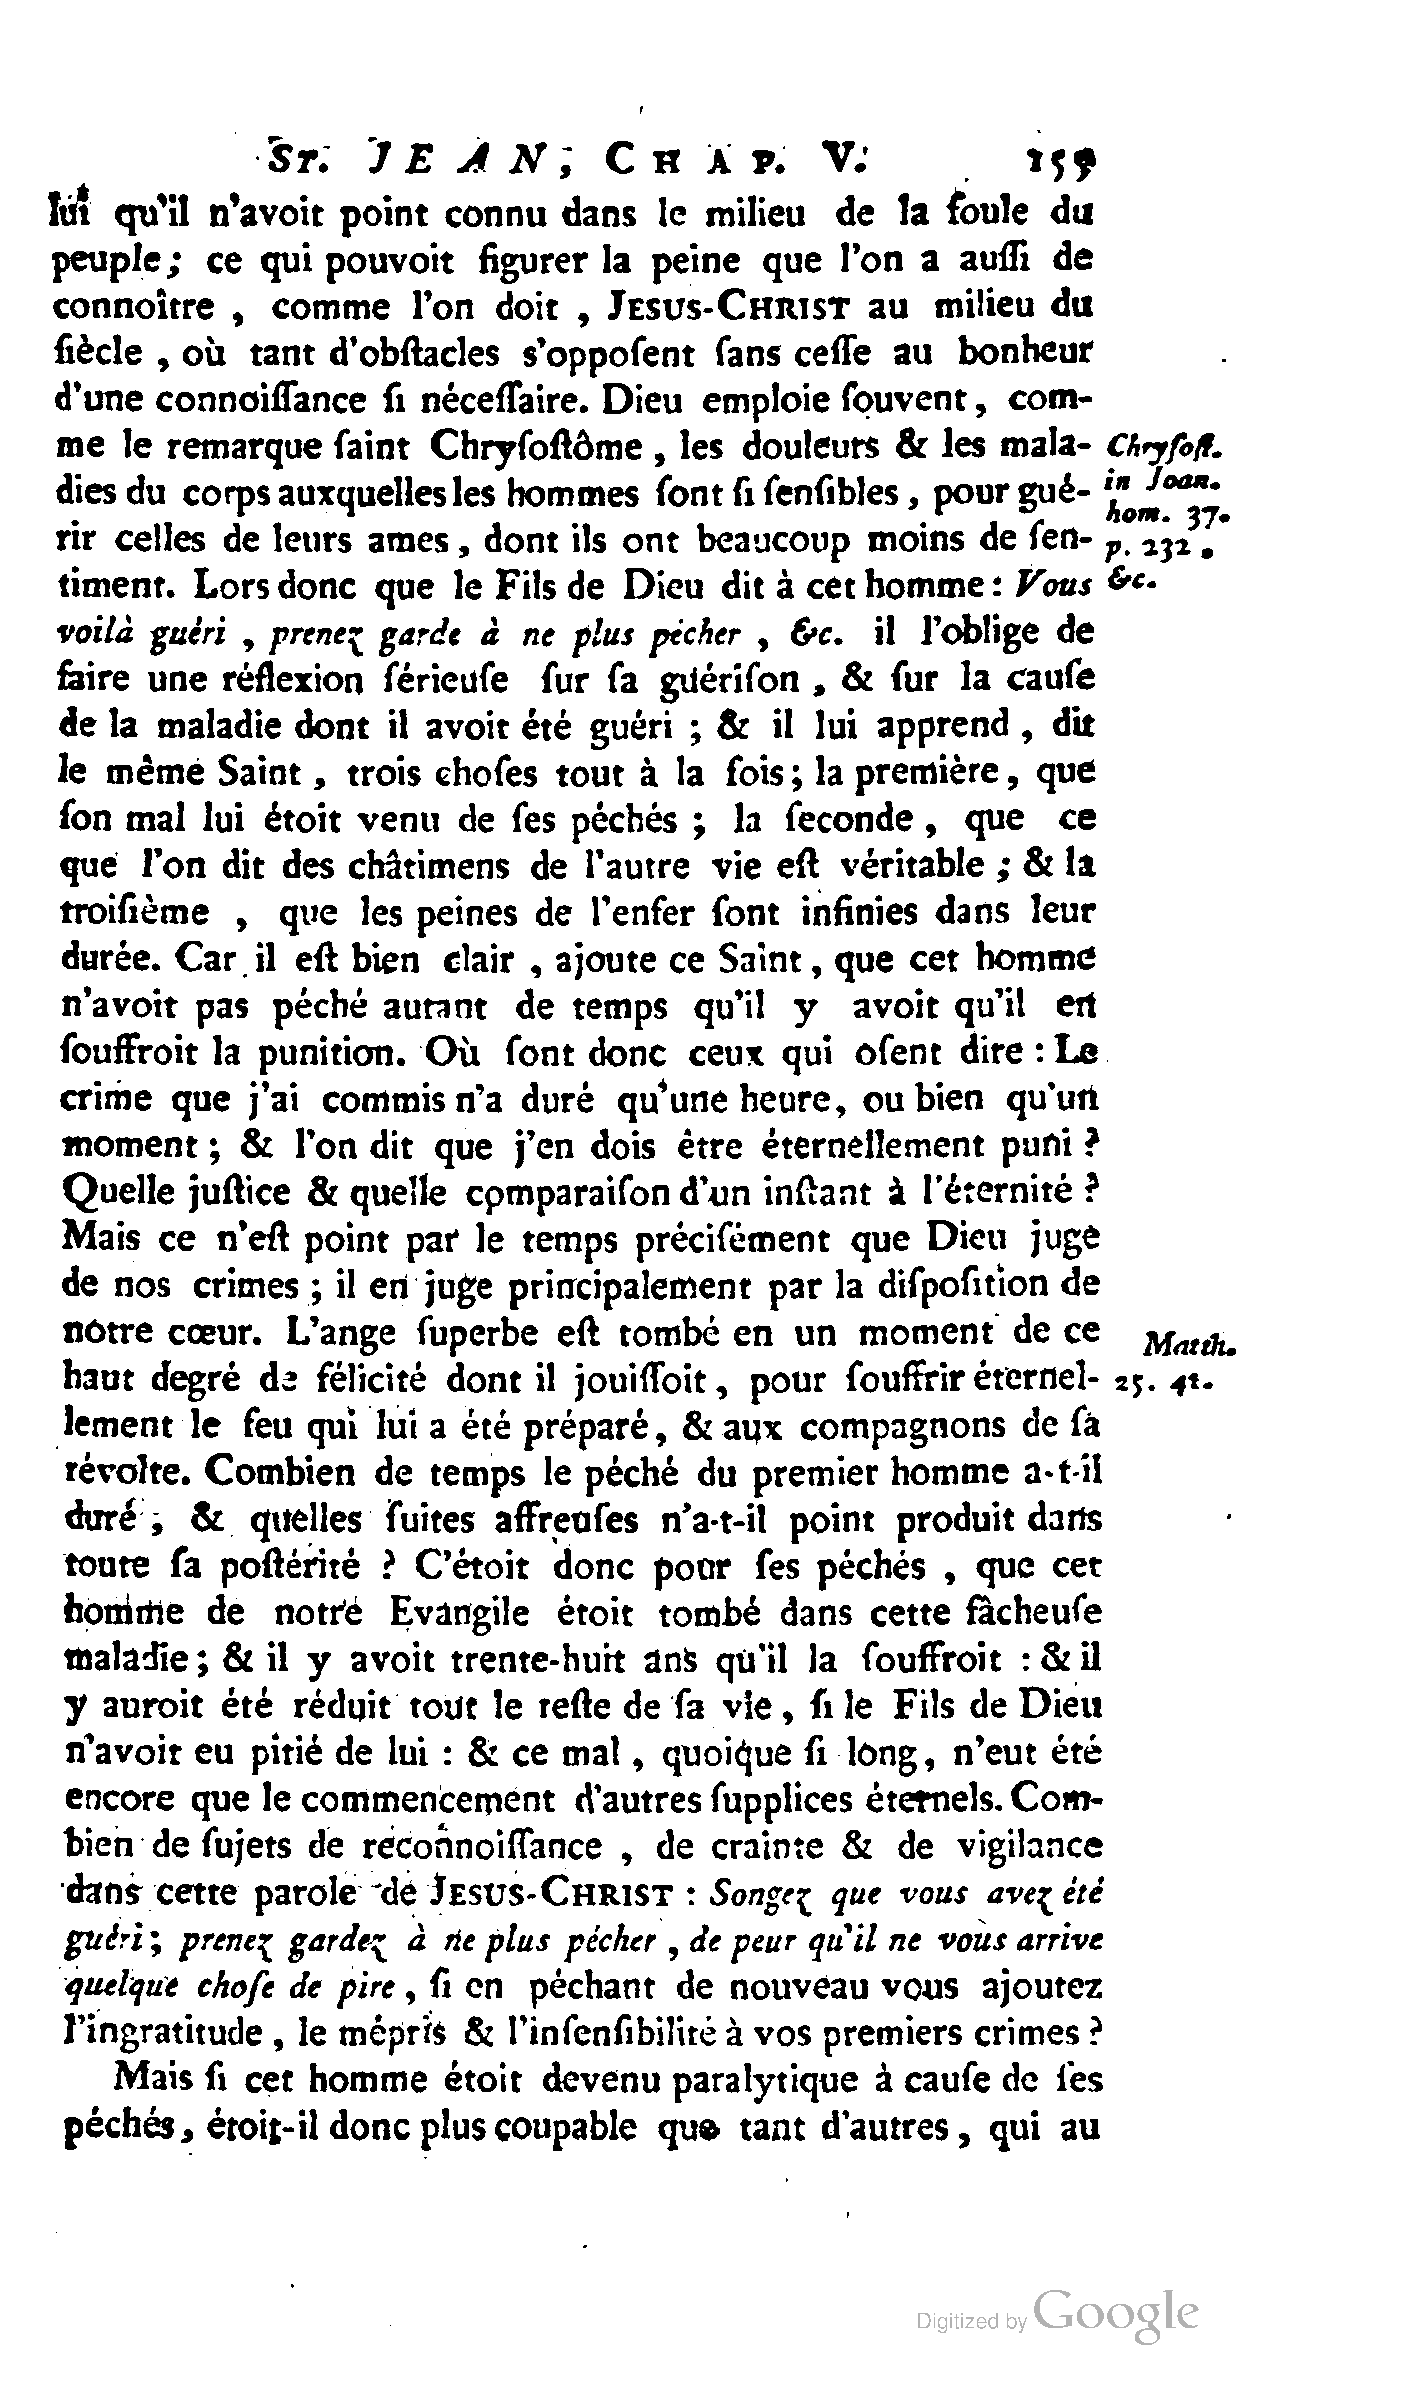 St. JEAN, CHAP. V. 159
lui qu'il n'avoit point connu dans le milieu de la foule du
peuple; ce qui pouvoit figurer la peine que l'on a auſſi de
connoître, comme l'on doit, JESUS-CHRIST au milieu du
ſiècle, où tant d'obſtacles s'oppoſent ſans ceſſe au bonheur
d'une connoiſſance ſi néceſſaire. Dieu emploie ſouvent, com-
me le remarque ſaint Chryſoſtôme, les douleurs & les mala-
dies du corps auxquelles les hommes ſont ſi ſenſibles, pour gué-
rir celles de leurs ames, dont ils ont beaucoup moins de ſen-
timent. Lors donc que le Fils de Dieu dit à cet homme: Vous
voilà guéri, prenez garde à ne plus pécher, &c. il l'oblige de
faire une réflexion ſérieuſe ſur ſa guériſon, & ſur la cauſe
de la maladie dont il avoit été guéri; & il lui apprend, dit
le même Saint, trois choſes tout à la fois; la première, que
ſon mal lui étoit venu de ſes péchés; la ſeconde, que ce
que l'on dit des châtimens de l'autre vie eſt véritable; & la
troiſième, que les peines de l'enfer ſont infinies dans leur
durée. Car il eſt bien clair, ajoute ce Saint, que cet homme
n'avoit pas péché autant de temps qu'il y avoit qu'il en
ſouffroit la punition. Où ſont donc ceux qui oſent dire: Le
crime que j'ai commis n'a duré qu'une heure, ou bien qu'un
moment; & l'on dit que j'en dois être éternellement puni?
Quelle juſtice & quelle comparaiſon d'un inſtant à l'éternité?
Mais ce n'eſt point par le temps préciſément que Dieu juge
de nos crimes; il en juge principalement par la diſpoſition de
notre cœur. L'ange ſuperbe eſt tombé en un moment de ce
haut degré de félicité dont il jouiſſoit, pour ſouffrir éternel-
lement le feu qui lui a été préparé, & aux compagnons de ſa
révolte. Combien de temps le péché du premier homme a-t-il
duré, & quelles ſuites affreuſes n'a-t-il point produit dans
toute ſa poſtérité? C'étoit donc pour ſes péchés, que cet
homme de notre Evangile étoit tombé dans cette fâcheuſe
maladie; & il y avoit trente-huit ans qu'il la ſouffroit: & il
y auroit été réduit tout le reſte de ſa vie, ſi le Fils de Dieu
n'avoit eu pitié de lui: & ce mal, quoique ſi long, n'eut été
encore que le commencement d'autres ſupplices éternels. Com-
bien de ſujets de réconnoiſſance, de crainte & de vigilance
dans cette parole de JESUS-CHRIST: Songez que vous avez été
guéri; prenez gardez à ne plus pécher, de peur qu'il ne vous arrive
quelque choſe de pire, ſi en péchant de nouveau vous ajoutez
l'ingratitude, le mépris & l'inſenſibilité à vos premiers crimes?
Mais ſi cet homme étoit devenu paralytique à cauſe de ſes
péchés, étoit-il donc plus coupable que tant d'autres, qui au
Chryſoſt.
in Joan.
hom. 37.
p. 232.
&c.
Matth.
25. 41.
Digitized by Google